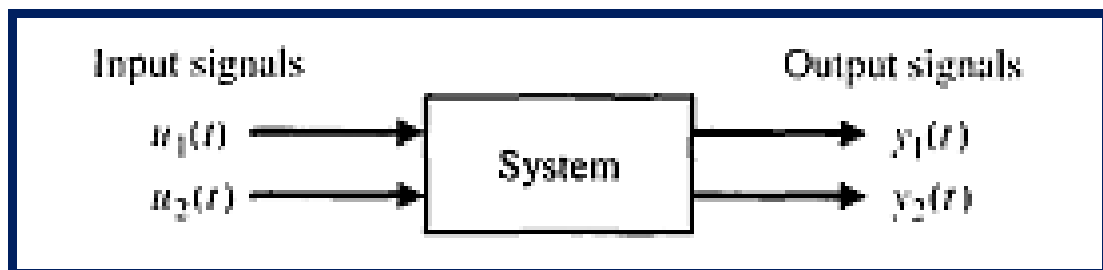 Input signals
Output signals
u₁(t)
y₁(t)
System
u₂(t)
y₂(t)